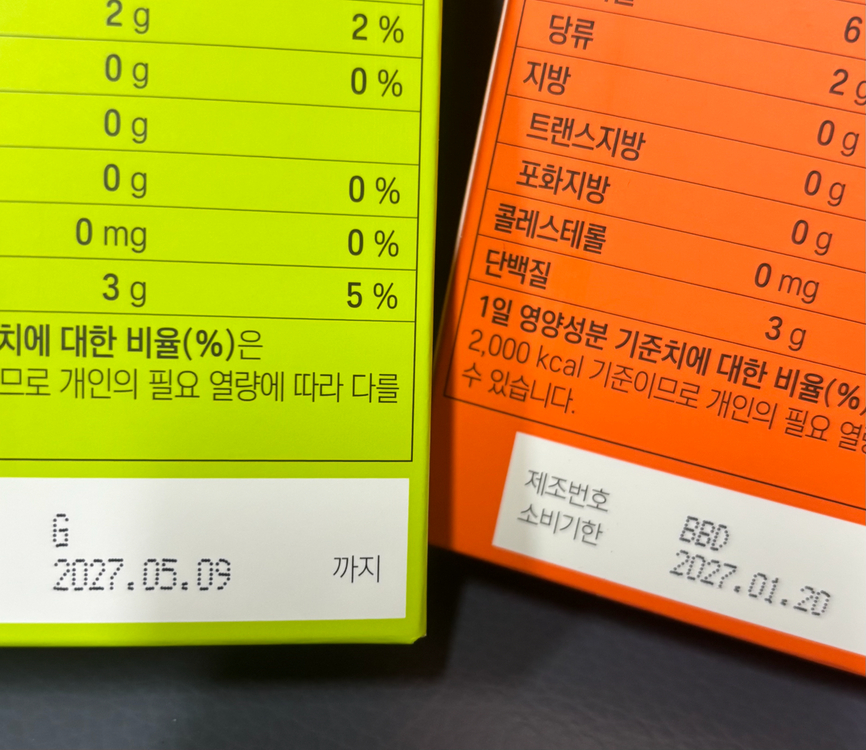 2 g 2 %
0 g 0 %
0 g
0 g 0 %
0 mg 0 %
3 g 5 %
치에 대한 비율(%)은
므로 개인의 필요 열량에 따라 다를
G
2027.05.09 까지
6
당류 2 g
지방 0 g
트랜스지방 0 g
포화지방 0 g
콜레스테롤 0 mg
단백질 3 g
1일 영양성분 기준치에 대한 비율(%)
2,000 kcal 기준이므로 개인의 필요 열량
수 있습니다.
제조번호 BBD
소비기한 2027.01.20